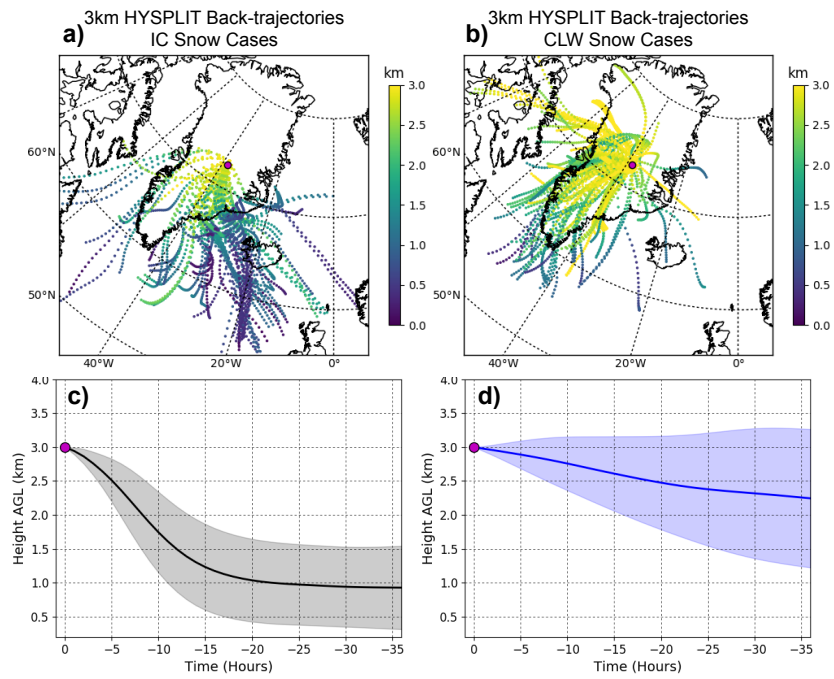 3km HYSPLIT Back-trajectories
IC Snow Cases
a)
km
3.0
2.5
2.0
1.5
1.0
0.5
0.0
60°N
50°N
40°W
20°W
0°
3km HYSPLIT Back-trajectories
CLW Snow Cases
b)
km
3.0
2.5
2.0
1.5
1.0
0.5
0.0
60°N
50°N
40°W
20°W
0°
c)
4.0
3.5
3.0
2.5
2.0
1.5
1.0
0.5
Height AGL (km)
0 −5 −10 −15 −20 −25 −30 −35
Time (Hours)
d)
4.0
3.5
3.0
2.5
2.0
1.5
1.0
0.5
Height AGL (km)
0 −5 −10 −15 −20 −25 −30 −35
Time (Hours)